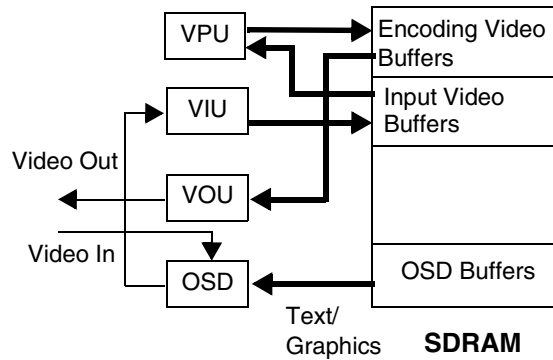 VPU
Encoding Video
Buffers
VIU
Input Video
Buffers
Video Out
VOU
Video In
OSD
OSD Buffers
Text/
Graphics
SDRAM